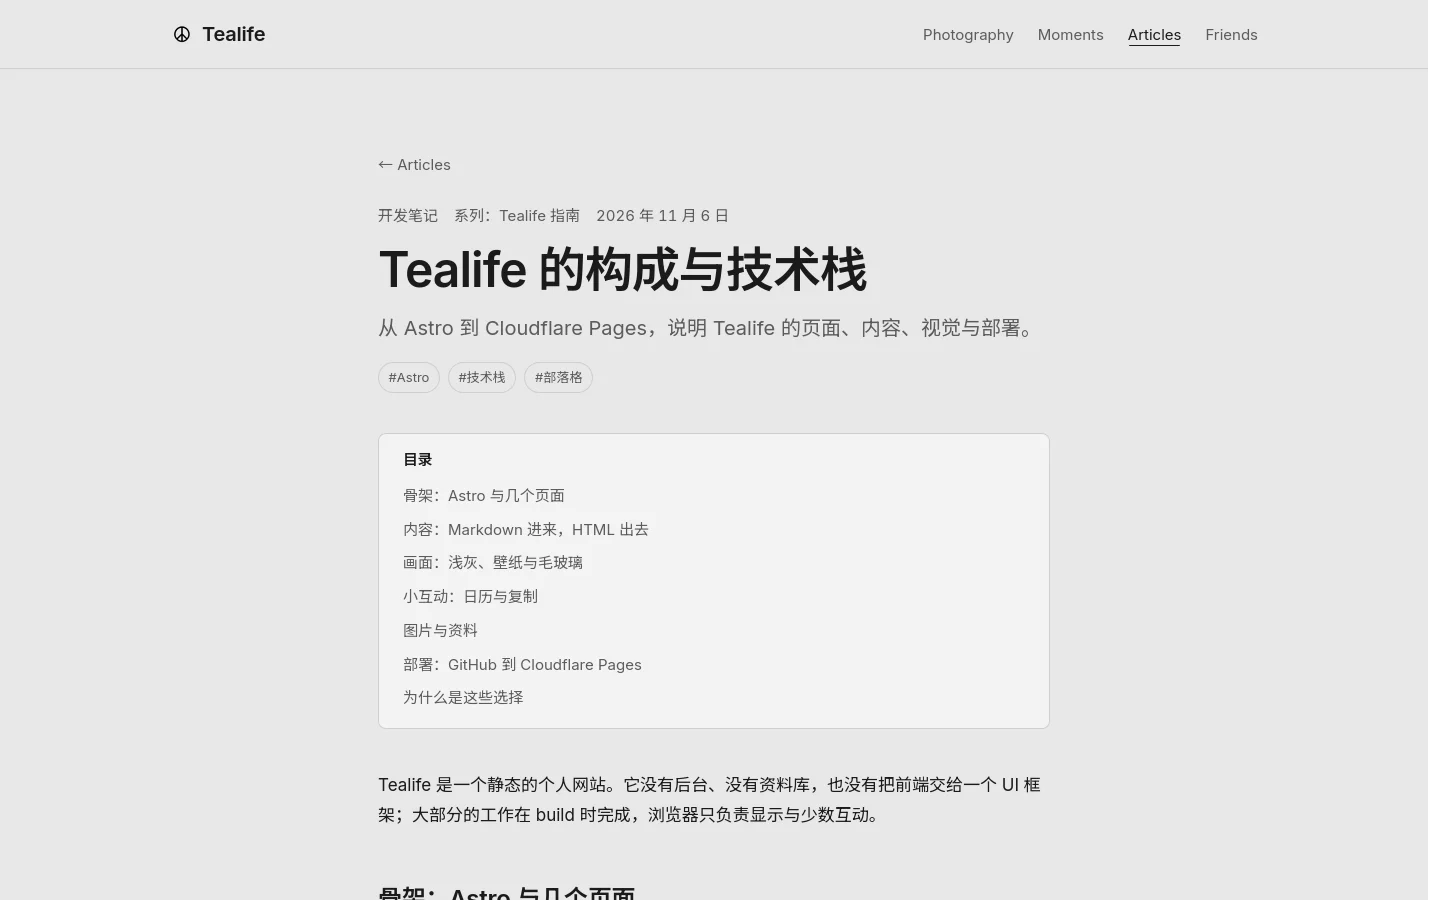 Tealife
Photography Moments Articles Friends
← Articles
开发笔记 系列：Tealife 指南 2026 年 11 月 6 日
Tealife 的构成与技术栈
从 Astro 到 Cloudflare Pages，说明 Tealife 的页面、内容、视觉与部署。
#Astro #技术栈 #部落格
目录
骨架：Astro 与几个页面
内容：Markdown 进来，HTML 出去
画面：浅灰、壁纸与毛玻璃
小互动：日历与复制
图片与资料
部署：GitHub 到 Cloudflare Pages
为什么是这些选择
Tealife 是一个静态的个人网站。它没有后台、没有资料库，也没有把前端交给一个 UI 框
架；大部分的工作在 build 时完成，浏览器只负责显示与少数互动。
骨架：Astro 与几个页面